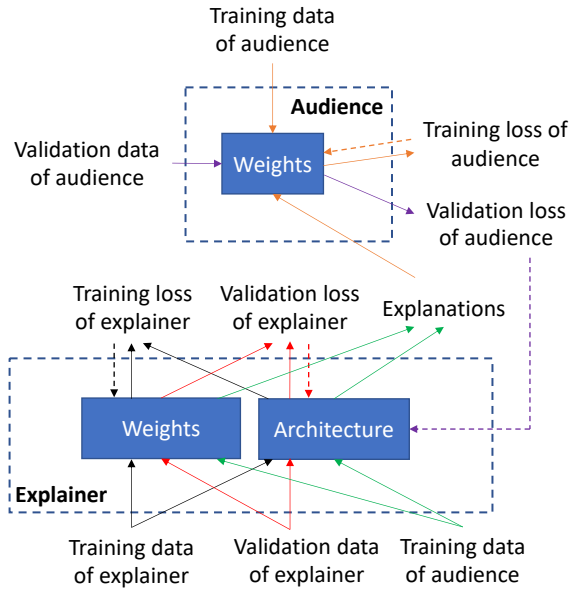 Training data
of audience
Audience
Validation data
of audience
Weights
Training loss of
audience
Validation loss
of audience
Training loss
of explainer
Validation loss
of explainer
Explanations
Weights
Architecture
Explainer
Training data
of explainer
Validation data
of explainer
Training data
of audience